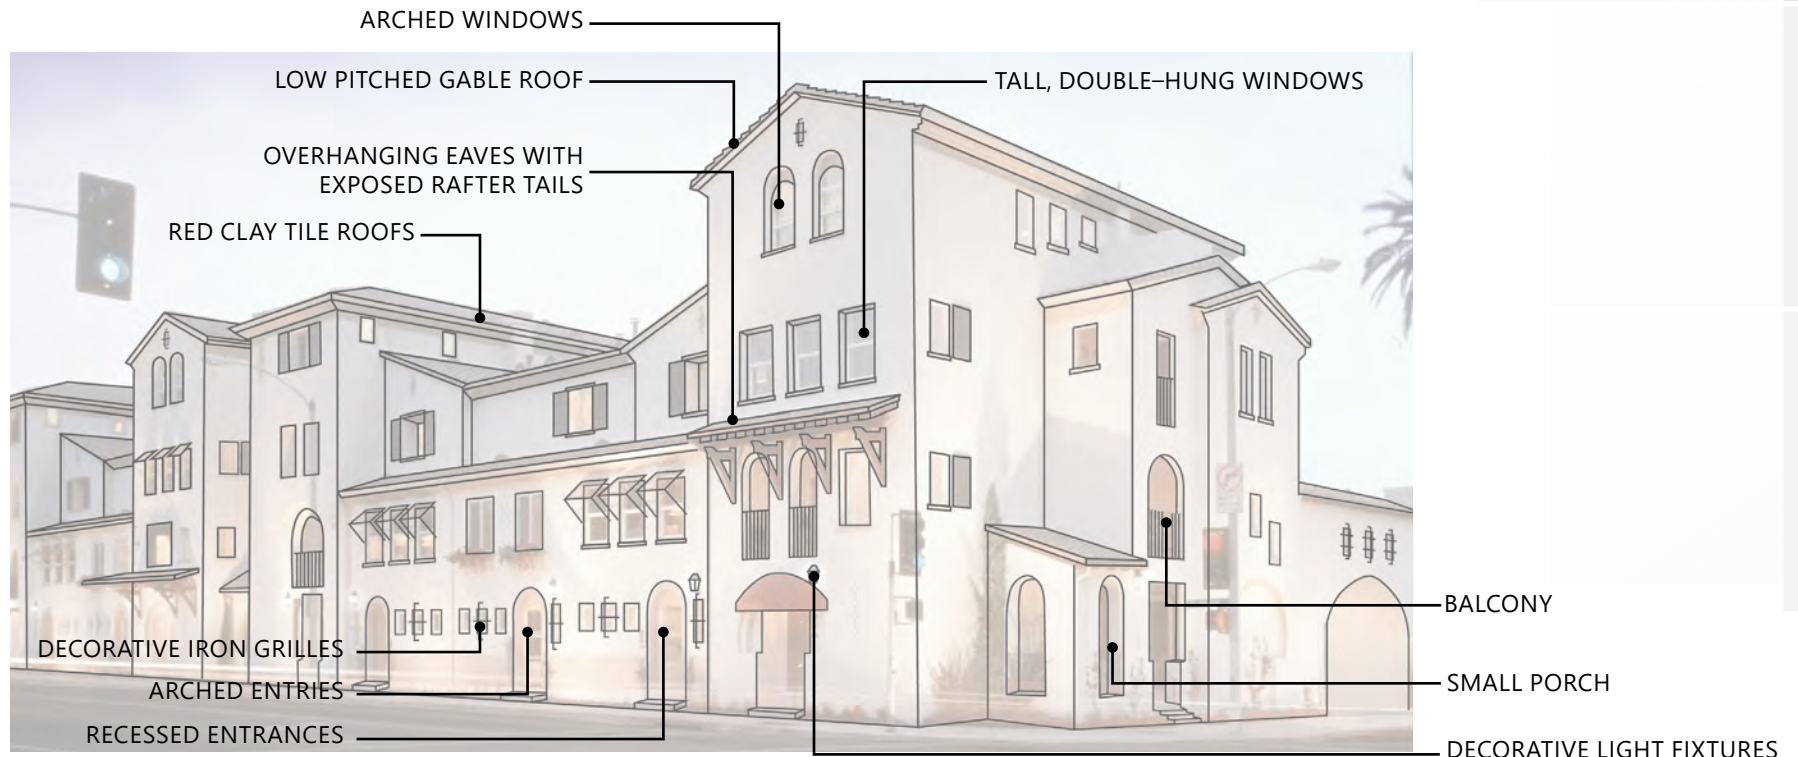 ARCHED WINDOWS
LOW PITCHED GABLE ROOF
TALL, DOUBLE–HUNG WINDOWS
OVERHANGING EAVES WITH
EXPOSED RAFTER TAILS
RED CLAY TILE ROOFS
BALCONY
DECORATIVE IRON GRILLES
SMALL PORCH
ARCHED ENTRIES
RECESSED ENTRANCES
DECORATIVE LIGHT FIXTURES